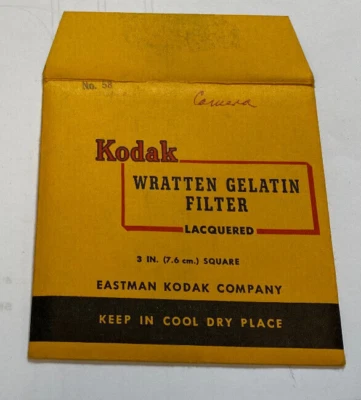 No. 58
Camera
Kodak
WRATTEN GELATIN
FILTER
LACQUERED
3 IN. (7.6 cm.) SQUARE
EASTMAN KODAK COMPANY
KEEP IN COOL DRY PLACE